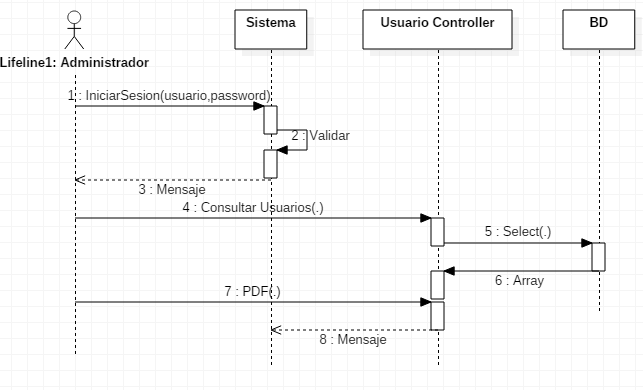 Sistema
Usuario Controller
BD
Lifeline1: Administrador
1 : IniciarSesion(usuario,password)
2 : Validar
3 : Mensaje
4 : Consultar Usuarios(.)
5 : Select(.)
6 : Array
7 : PDF(.)
8 : Mensaje